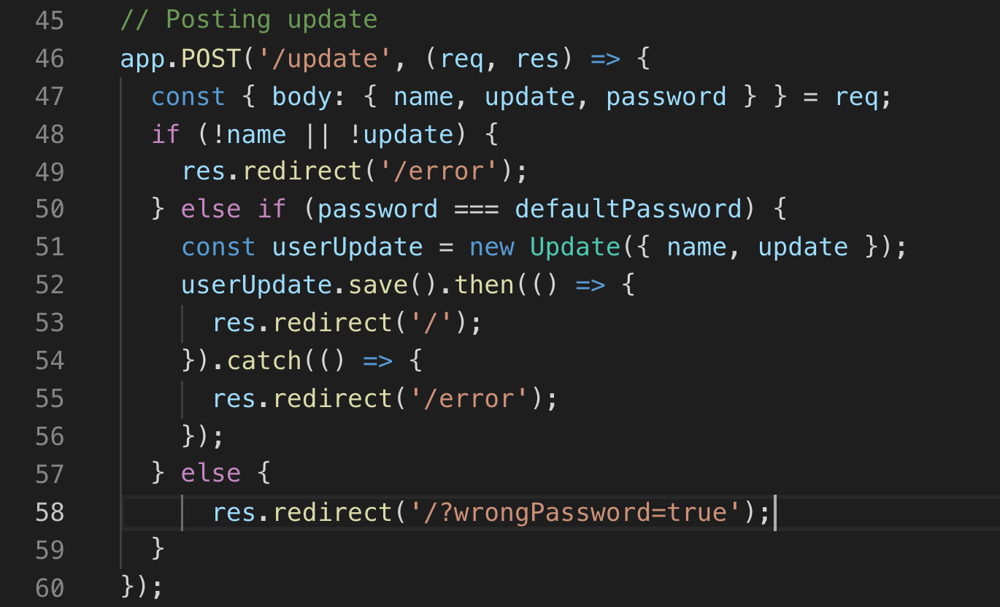 45 // Posting update
46 app.POST('/update', (req, res) => {
47 const { body: { name, update, password } } = req;
48 if (!name || !update) {
49 res.redirect('/error');
50 } else if (password === defaultPassword) {
51 const userUpdate = new Update({ name, update });
52 userUpdate.save().then(() => {
53 res.redirect('/');
54 }).catch(() => {
55 res.redirect('/error');
56 });
57 } else {
58 res.redirect('/?wrongPassword=true');
59 }
60 });